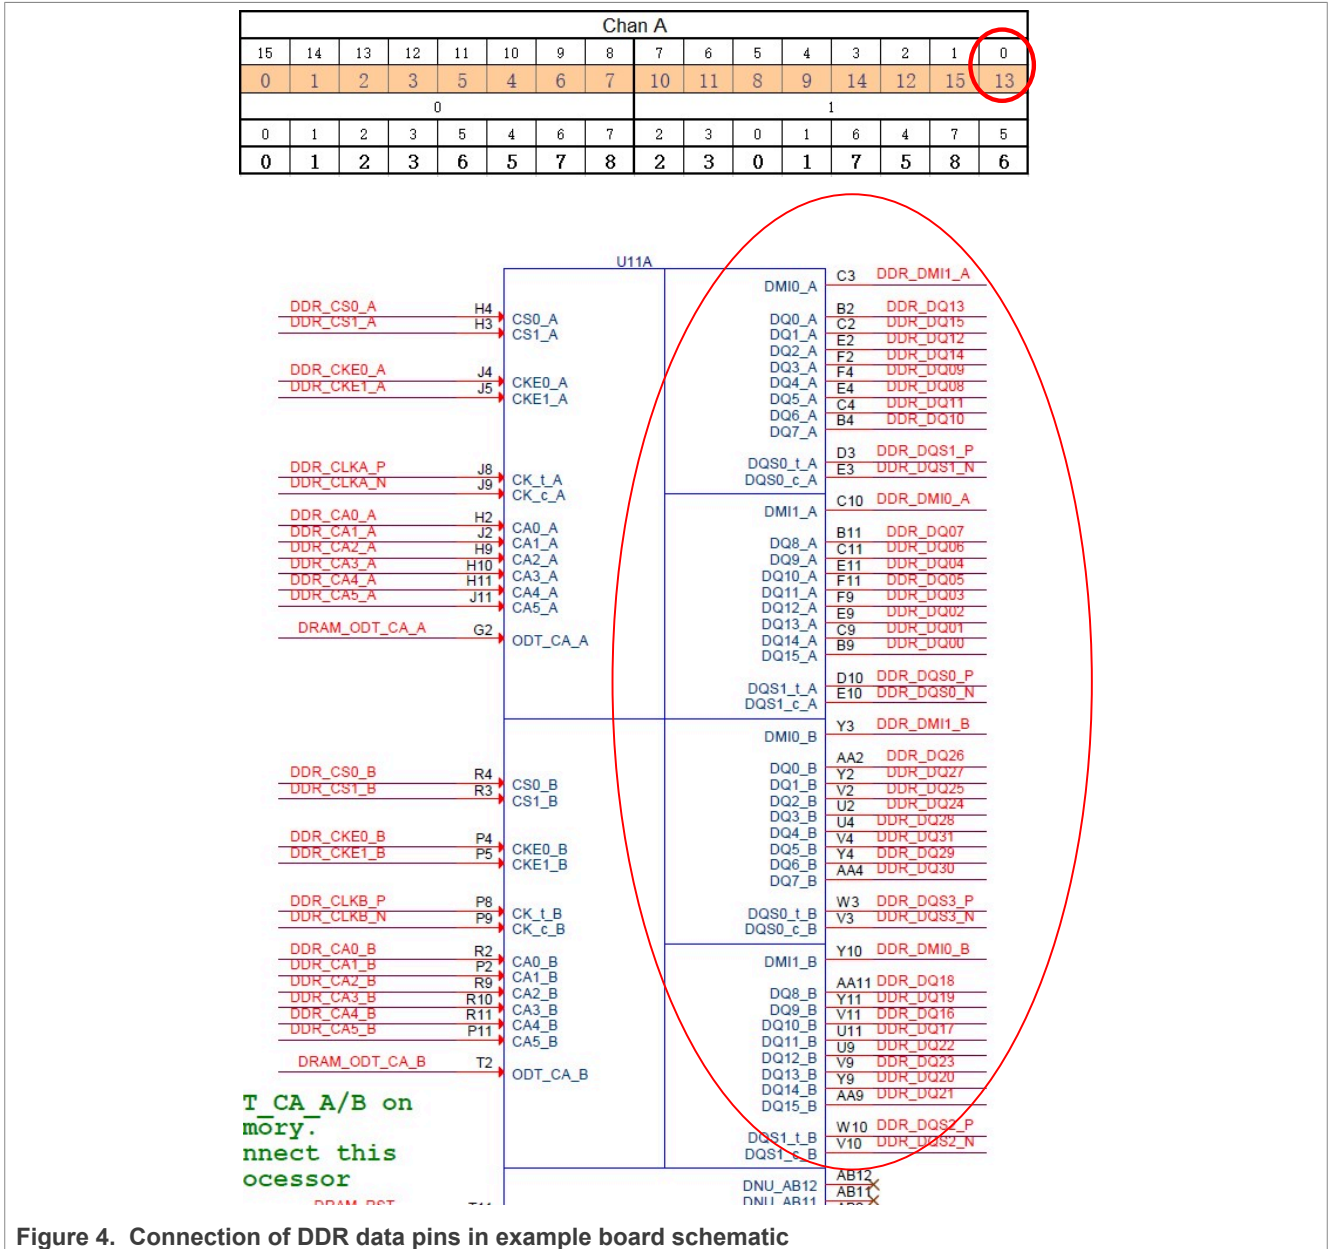 Chan A
15 14 13 12 11 10 9 8 7 6 5 4 3 2 1 0
0 1 2 3 5 4 6 7 10 11 8 9 14 12 15 13
0 1
0 1 2 3 5 4 6 7 2 3 0 1 6 4 7 5
0 1 2 3 6 5 7 8 2 3 0 1 7 5 8 6
U11A
DMI0_A C3 DDR_DMI1_A
DDR_CS0_A H4 CS0_A DQ0_A B2 DDR_DQ13
DDR_CS1_A H3 CS1_A DQ1_A C2 DDR_DQ15
DQ2_A E2 DDR_DQ12
DQ3_A F2 DDR_DQ14
DDR_CKE0_A J4 CKE0_A DQ4_A F4 DDR_DQ09
DDR_CKE1_A J5 CKE1_A DQ5_A E4 DDR_DQ08
DQ6_A C4 DDR_DQ11
DQ7_A B4 DDR_DQ10
DDR_CLKA_P J8 CK_t_A DQS0_t_A D3 DDR_DQS1_P
DDR_CLKA_N J9 CK_c_A DQS0_c_A E3 DDR_DQS1_N
DMI1_A C10 DDR_DMI0_A
DDR_CA0_A H2 CA0_A DQ8_A B11 DDR_DQ07
DDR_CA1_A J2 CA1_A DQ9_A C11 DDR_DQ06
DDR_CA2_A H9 CA2_A DQ10_A E11 DDR_DQ04
DDR_CA3_A H10 CA3_A DQ11_A F11 DDR_DQ05
DDR_CA4_A H11 CA4_A DQ12_A F9 DDR_DQ03
DDR_CA5_A J11 CA5_A DQ13_A E9 DDR_DQ02
DRAM_ODT_CA_A G2 ODT_CA_A DQ14_A C9 DDR_DQ01
DQ15_A B9 DDR_DQ00
DQS1_t_A D10 DDR_DQS0_P
DQS1_c_A E10 DDR_DQS0_N
DMI0_B Y3 DDR_DMI1_B
DDR_CS0_B R4 CS0_B DQ0_B AA2 DDR_DQ26
DDR_CS1_B R3 CS1_B DQ1_B Y2 DDR_DQ27
DQ2_B V2 DDR_DQ25
DQ3_B U2 DDR_DQ24
DDR_CKE0_B P4 CKE0_B DQ4_B U4 DDR_DQ28
DDR_CKE1_B P5 CKE1_B DQ5_B V4 DDR_DQ31
DQ6_B Y4 DDR_DQ29
DQ7_B AA4 DDR_DQ30
DDR_CLKB_P P8 CK_t_B DQS0_t_B W3 DDR_DQS3_P
DDR_CLKB_N P9 CK_c_B DQS0_c_B V3 DDR_DQS3_N
DDR_CA0_B R2 CA0_B DMI1_B Y10 DDR_DMI0_B
DDR_CA1_B P2 CA1_B
DDR_CA2_B R9 CA2_B DQ8_B AA11 DDR_DQ18
DDR_CA3_B R10 CA3_B DQ9_B Y11 DDR_DQ19
DDR_CA4_B R11 CA4_B DQ10_B V11 DDR_DQ16
DDR_CA5_B P11 CA5_B DQ11_B U11 DDR_DQ17
DQ12_B U9 DDR_DQ22
DRAM_ODT_CA_B T2 ODT_CA_B DQ13_B V9 DDR_DQ23
DQ14_B Y9 DDR_DQ20
DQ15_B AA9 DDR_DQ21
T_CA_A/B on
mory.
DQS1_t_B W10 DDR_DQS2_P
nnect this DQS1_c_B V10 DDR_DQS2_N
ocessor
DNU_AB12 AB12
DNU_AB11 AB11
Figure 4. Connection of DDR data pins in example board schematic